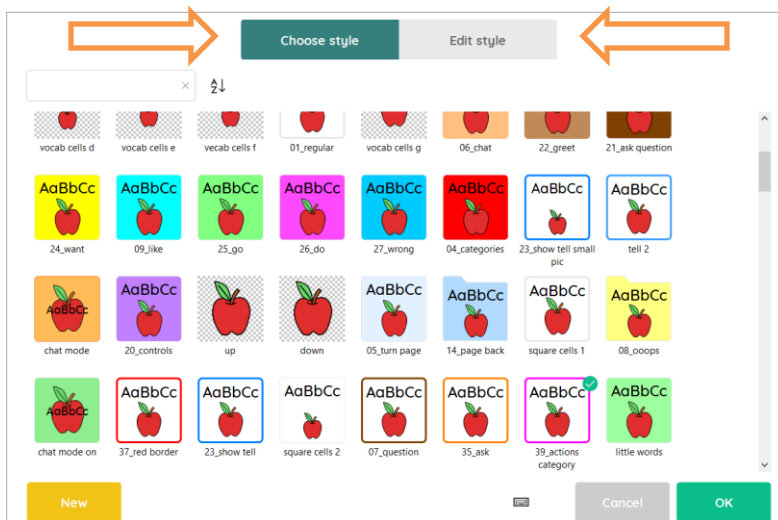 Choose style
Edit style
A
Z
vocab cells d
vocab cells e
vecab cells f
01_regular
vocab cells g
06_chat
22_greet
21_ask question
AaBbCc
AaBbCc
AaBbCc
AaBbCc
AaBbCc
AaBbCc
AaBbCc
AaBbCc
24_want
09_like
25_go
26_do
27_wrong
04_categories
23_show tell small
pic
tell 2
AaBbCc
AaBbCc
AaBbCc
AaBbCc
AaBbCc
AaBbCc
chat mode
20_controls
up
down
05_turn page
14_page back
square cells 1
08_ooops
AaBbCc
AaBbCc
AaBbCc
AaBbCc
AaBbCc
AaBbCc
AaBbCc
AaBbCc
chat mode on
37_red border
23_show tell
square cells 2
07_question
35_ask
39_actions
category
little words
New
Cancel
OK